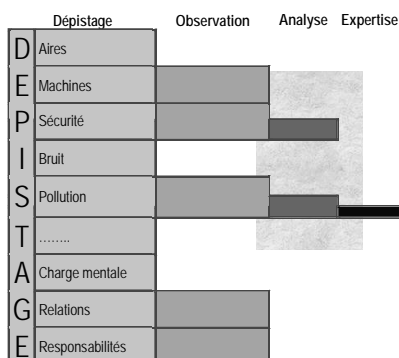 Dépistage Observation Analyse Expertise
D Aires
E Machines
P Sécurité
I Bruit
S Pollution
T ........
A Charge mentale
G Relations
E Responsabilités